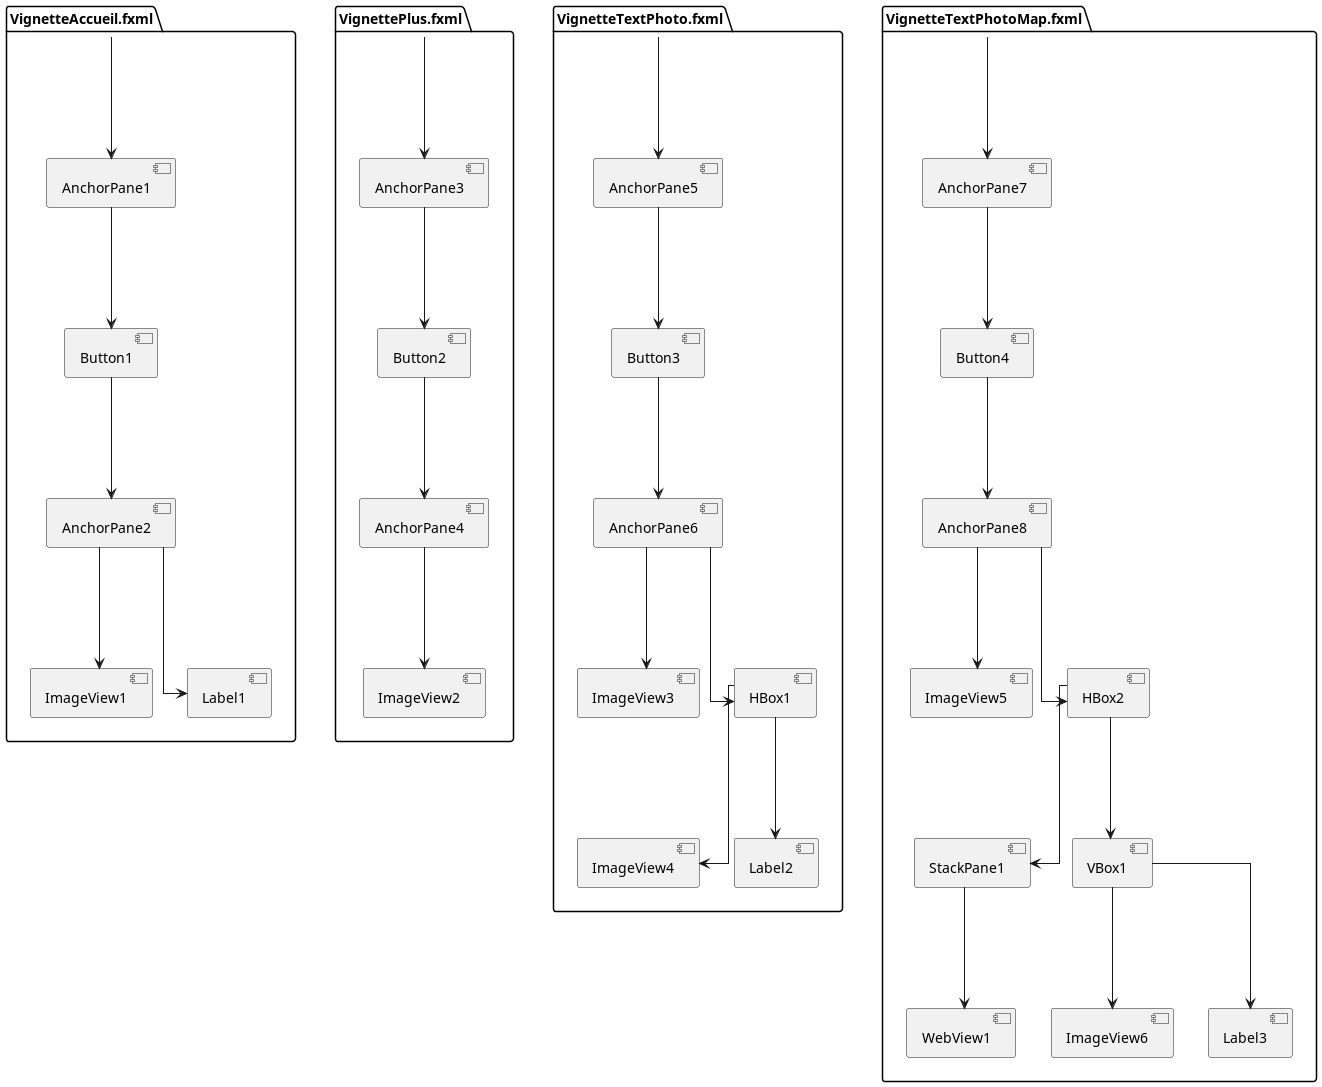 VignetteAccueil.fxml
VignettePlus.fxml
VignetteTextPhoto.fxml
VignetteTextPhotoMap.fxml
AnchorPane1
AnchorPane3
AnchorPane5
AnchorPane7
Button1
Button2
Button3
Button4
AnchorPane2
AnchorPane4
AnchorPane6
AnchorPane8
ImageView1
Label1
ImageView2
ImageView3
HBox1
ImageView5
HBox2
ImageView4
Label2
StackPane1
VBox1
WebView1
ImageView6
Label3